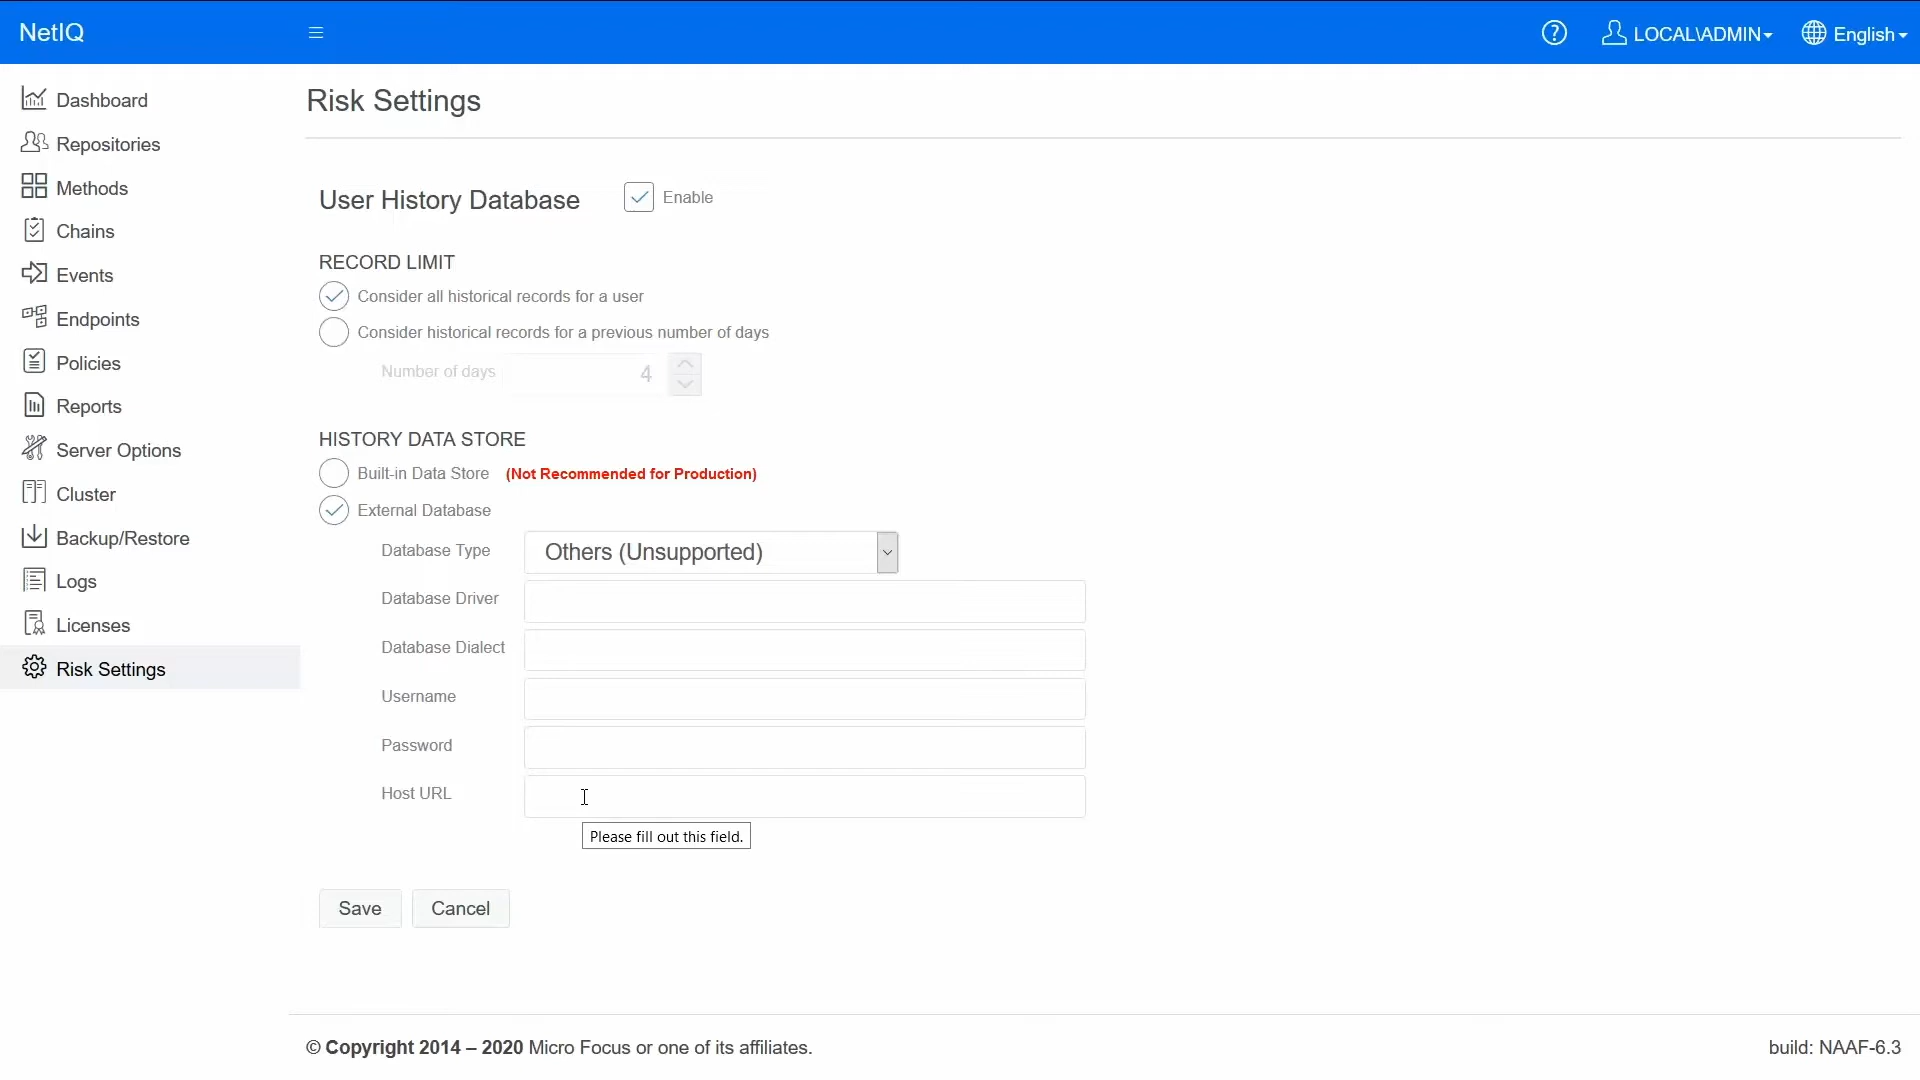 NetIQ
LOCAL\ADMIN
English
Dashboard
Repositories
Methods
Chains
Events
Endpoints
Policies
Reports
Server Options
Cluster
Backup/Restore
Logs
Licenses
Risk Settings
Risk Settings
User History Database
Enable
RECORD LIMIT
Consider all historical records for a user
Consider historical records for a previous number of days
Number of days 4
HISTORY DATA STORE
Built-in Data Store (Not Recommended for Production)
External Database
Database Type Others (Unsupported)
Database Driver
Database Dialect
Username
Password
Host URL
Please fill out this field.
Save Cancel
© Copyright 2014 – 2020 Micro Focus or one of its affiliates.
build: NAAF-6.3